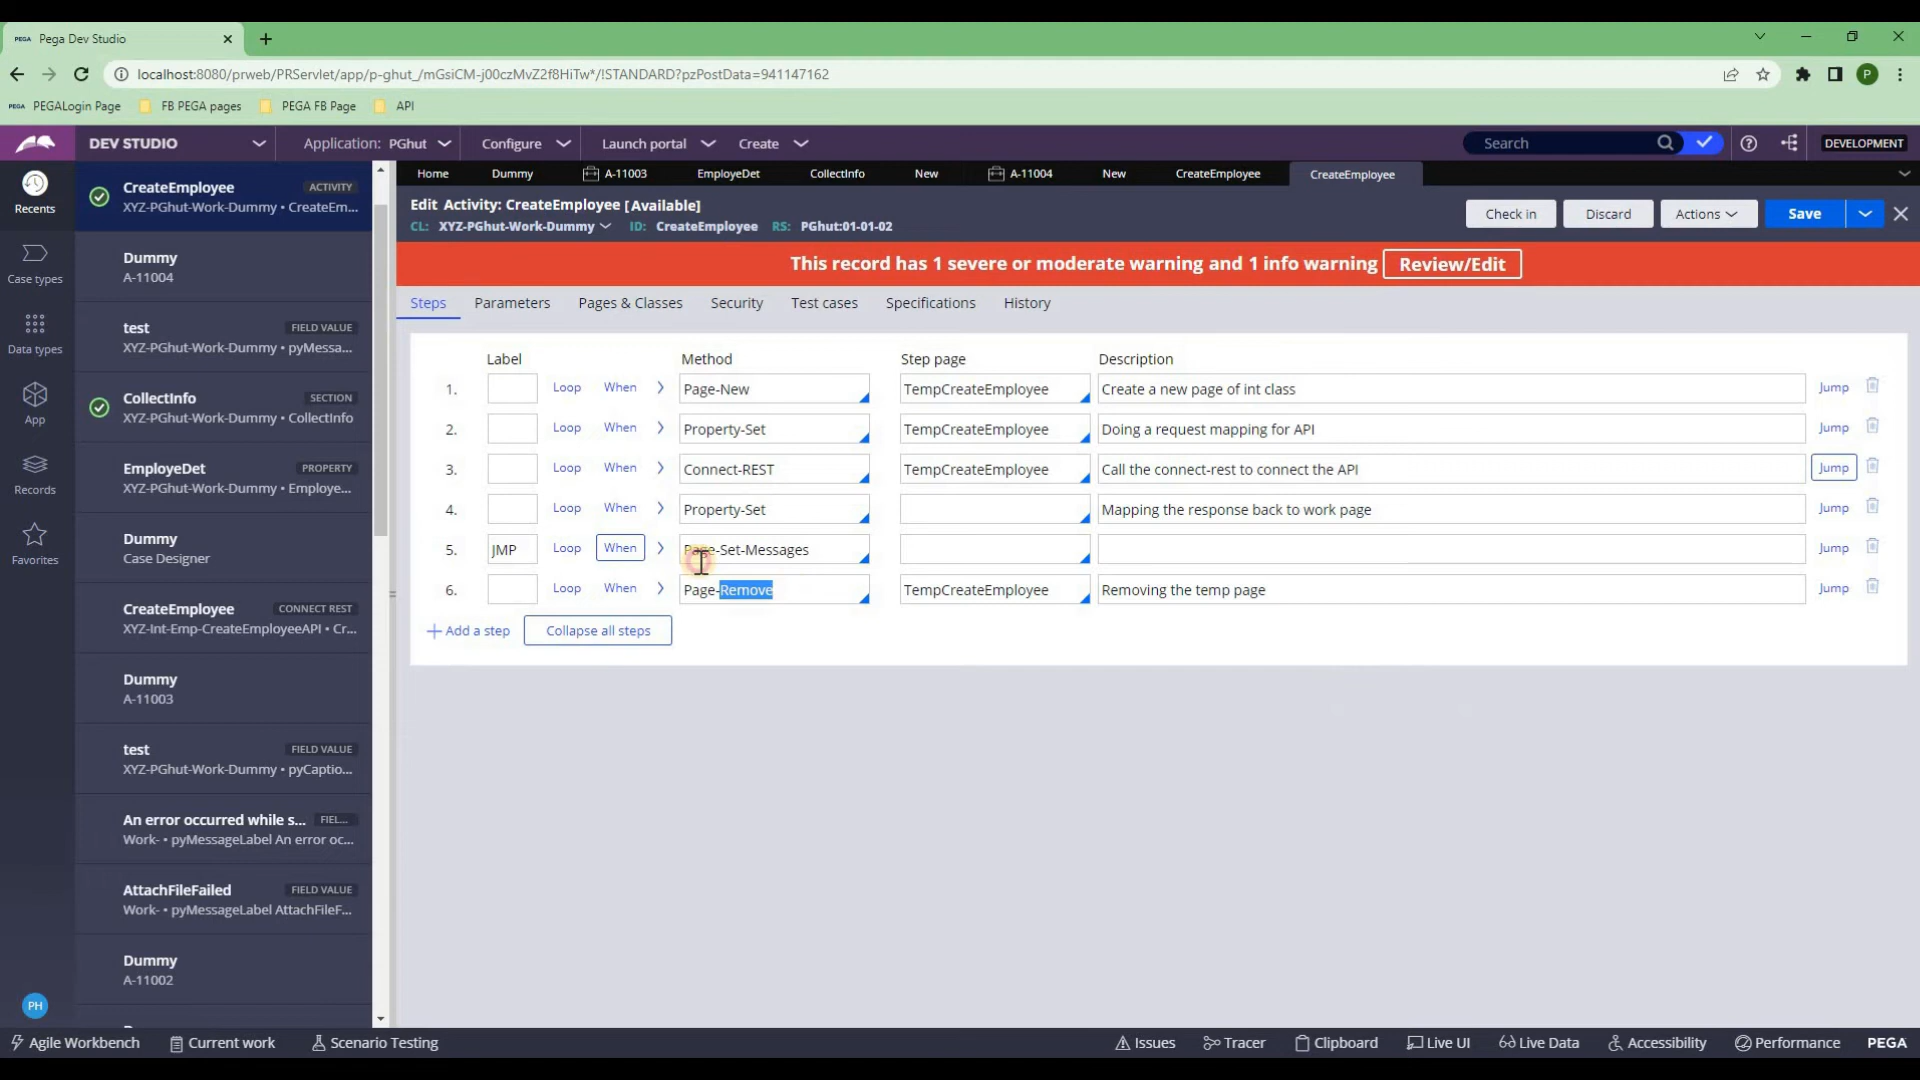 PEGA Pega Dev Studio
localhost:8080/prweb/PRServlet/app/p-ghut_/mGsiCM-j00czMvZ2f8HiTw*/!STANDARD?pzPostData=941147162
P
PEGA PEGALogin Page FB PEGA pages PEGA FB Page API
DEV STUDIO Application: PGhut Configure Launch portal Create Search DEVELOPMENT
Home Dummy A-11003 EmployeDet CollectInfo New A-11004 New CreateEmployee CreateEmployee
Recents
Case types
Data types
App
Records
Favorites
PH
CreateEmployee ACTIVITY
XYZ-PGhut-Work-Dummy • CreateEm...
Dummy
A-11004
test FIELD VALUE
XYZ-PGhut-Work-Dummy • pyMessa...
CollectInfo SECTION
XYZ-PGhut-Work-Dummy • CollectInfo
EmployeDet PROPERTY
XYZ-PGhut-Work-Dummy • Employe...
Dummy
Case Designer
CreateEmployee CONNECT REST
XYZ-Int-Emp-CreateEmployeeAPI • Cr...
Dummy
A-11003
test FIELD VALUE
XYZ-PGhut-Work-Dummy • pyCaptio...
An error occurred while s... FIEL...
Work- • pyMessageLabel An error oc...
AttachFileFailed FIELD VALUE
Work- • pyMessageLabel AttachFileF...
Dummy
A-11002
Edit Activity: CreateEmployee [Available]
CL: XYZ-PGhut-Work-Dummy ID: CreateEmployee RS: PGhut:01-01-02
Check in Discard Actions Save
This record has 1 severe or moderate warning and 1 info warning Review/Edit
Steps Parameters Pages & Classes Security Test cases Specifications History
Label Method Step page Description
1. Loop When Page-New TempCreateEmployee Create a new page of int class Jump
2. Loop When Property-Set TempCreateEmployee Doing a request mapping for API Jump
3. Loop When Connect-REST TempCreateEmployee Call the connect-rest to connect the API Jump
4. Loop When Property-Set Mapping the response back to work page Jump
5. JMP Loop When Page-Set-Messages Jump
6. Loop When Page-Remove TempCreateEmployee Removing the temp page Jump
Add a step Collapse all steps
Agile Workbench Current work Scenario Testing Issues Tracer Clipboard Live UI Live Data Accessibility Performance PEGA